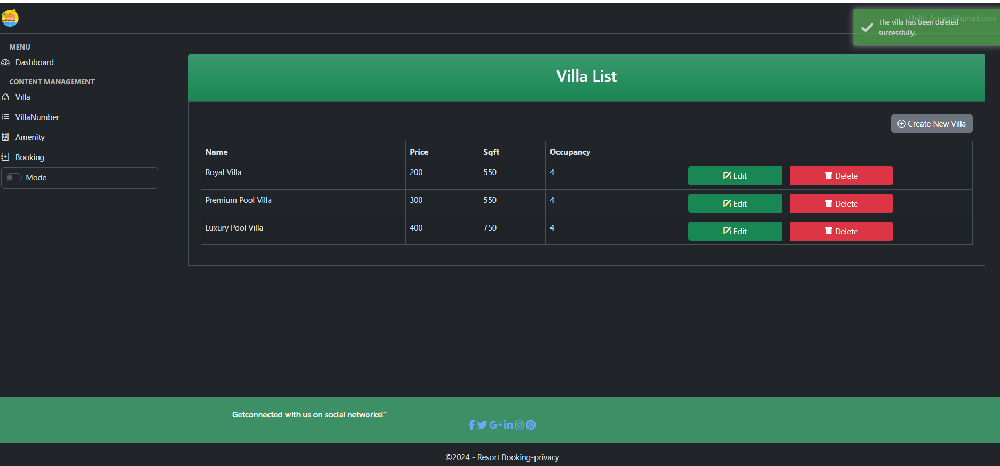 Hello Admin@gmail.com
The villa has been deleted
successfully.
MENU
Dashboard
CONTENT MANAGEMENT
Villa
VillaNumber
Amenity
Booking
Mode
Villa List
Create New Villa
Name Price Sqft Occupancy
Royal Villa 200 550 4 Edit Delete
Premium Pool Villa 300 550 4 Edit Delete
Luxury Pool Villa 400 750 4 Edit Delete
Getconnected with us on social networks!"
©2024 - Resort Booking-privacy